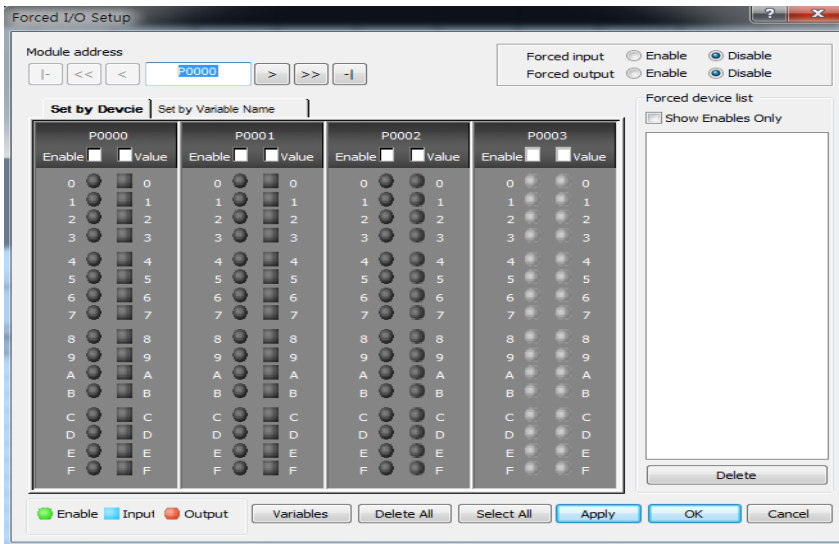 Forced I/O Setup
Module address
|- << < P0000 > >> -|
Forced input Enable Disable
Forced output Enable Disable
Set by Devcie Set by Variable Name
Forced device list
Show Enables Only
P0000 P0001 P0002 P0003
Enable Value Enable Value Enable Value Enable Value
0 0 0 0 0 0 0 0
1 1 1 1 1 1 1 1
2 2 2 2 2 2 2 2
3 3 3 3 3 3 3 3
4 4 4 4 4 4 4 4
5 5 5 5 5 5 5 5
6 6 6 6 6 6 6 6
7 7 7 7 7 7 7 7
8 8 8 8 8 8 8 8
9 9 9 9 9 9 9 9
A A A A A A A A
B B B B B B B B
C C C C C C C C
D D D D D D D D
E E E E E E E E
F F F F F F F F
Delete
Enable Input Output Variables Delete All Select All Apply OK Cancel